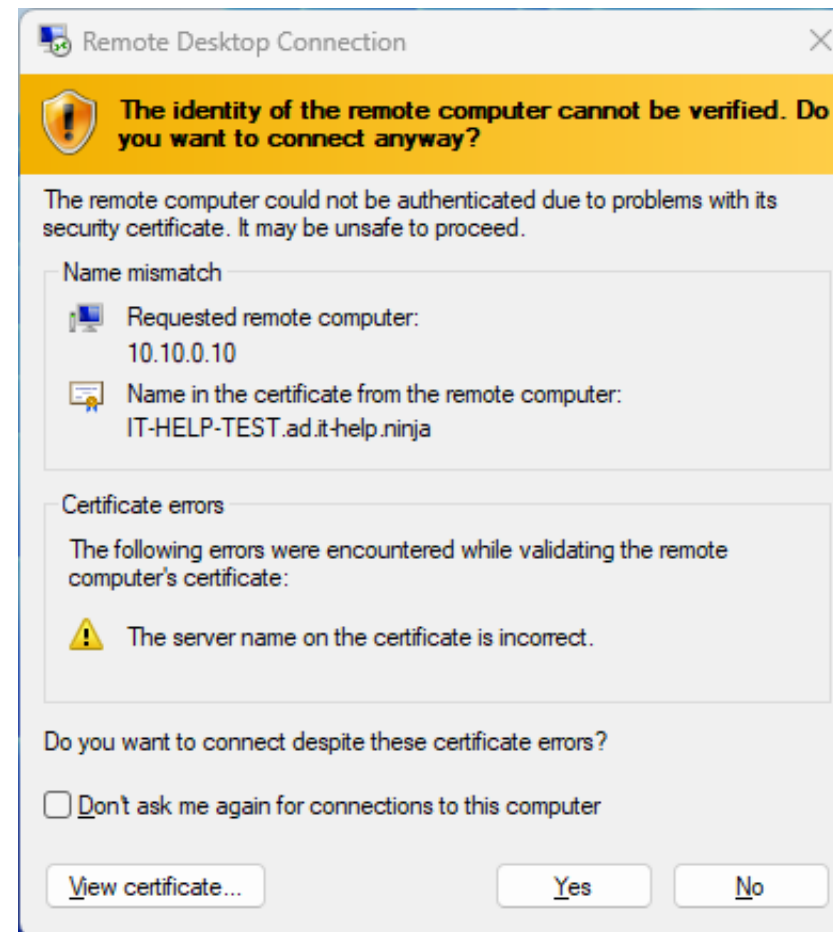 Remote Desktop Connection
The identity of the remote computer cannot be verified. Do
you want to connect anyway?
The remote computer could not be authenticated due to problems with its
security certificate. It may be unsafe to proceed.
Name mismatch
Requested remote computer:
10.10.0.10
Name in the certificate from the remote computer:
IT-HELP-TEST.ad.it-help.ninja
Certificate errors
The following errors were encountered while validating the remote
computer's certificate:
The server name on the certificate is incorrect.
Do you want to connect despite these certificate errors?
Don't ask me again for connections to this computer
View certificate...
Yes
No